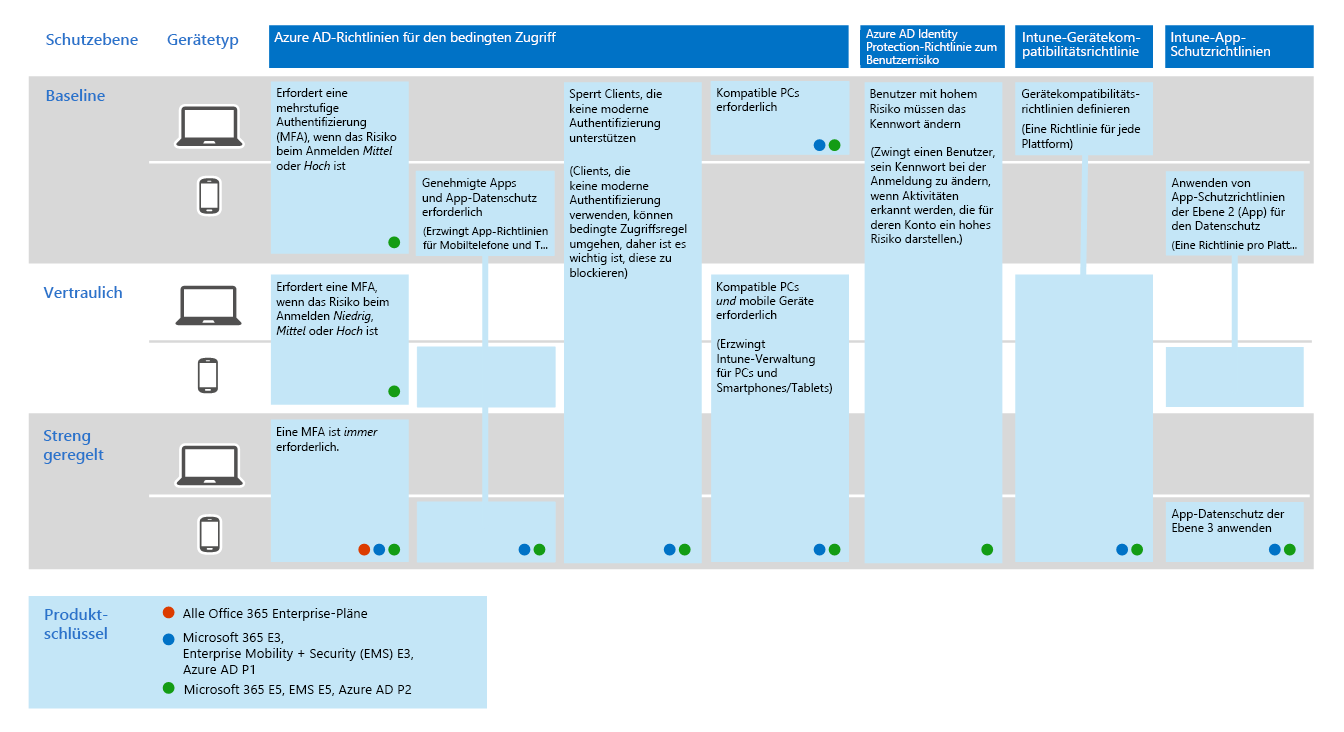 Schutzebene
Gerätetyp
Azure AD-Richtlinien für den bedingten Zugriff
Azure AD Identity
Protection-Richtlinie zum
Benutzerrisiko
Intune-Gerätekom-
patibilitätsrichtlinie
Intune-App-
Schutzrichtlinien
Baseline
Erfordert eine
mehrstufige
Authentifizierung
(MFA), wenn das Risiko
beim Anmelden Mittel
oder Hoch ist
Genehmigte Apps
und App-Datenschutz
erforderlich
(Erzwingt App-Richtlinien
für Mobiltelefone und T...
Sperrt Clients, die
keine moderne
Authentifizierung
unterstützen
(Clients, die
keine moderne
Authentifizierung
verwenden, können
bedingte Zugriffsregel
umgehen, daher ist es
wichtig ist, diese zu
blockieren)
Kompatible PCs
erforderlich
Benutzer mit hohem
Risiko müssen das
Kennwort ändern
(Zwingt einen Benutzer,
sein Kennwort bei der
Anmeldung zu ändern,
wenn Aktivitäten
erkannt werden, die für
deren Konto ein hohes
Risiko darstellen.)
Gerätekompatibilitäts-
richtlinien definieren
(Eine Richtlinie für jede
Plattform)
Anwenden von
App-Schutzrichtlinien
der Ebene 2 (App) für
den Datenschutz
(Eine Richtlinie pro Platt...
Vertraulich
Erfordert eine MFA,
wenn das Risiko beim
Anmelden Niedrig,
Mittel oder Hoch ist
Kompatible PCs
und mobile Geräte
erforderlich
(Erzwingt
Intune-Verwaltung
für PCs und
Smartphones/Tablets)
Streng
geregelt
Eine MFA ist immer
erforderlich.
App-Datenschutz der
Ebene 3 anwenden
Produkt-
schlüssel
Alle Office 365 Enterprise-Pläne
Microsoft 365 E3,
Enterprise Mobility + Security (EMS) E3,
Azure AD P1
Microsoft 365 E5, EMS E5, Azure AD P2